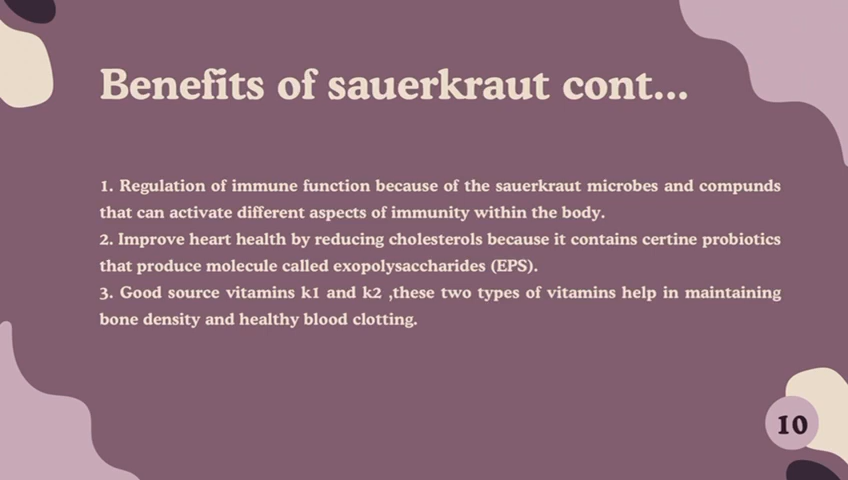 Benefits of sauerkraut cont...
1. Regulation of immune function because of the sauerkraut microbes and compunds
that can activate different aspects of immunity within the body.
2. Improve heart health by reducing cholesterols because it contains certine probiotics
that produce molecule called exopolysaccharides (EPS).
3. Good source vitamins k1 and k2 ,these two types of vitamins help in maintaining
bone density and healthy blood clotting.
10